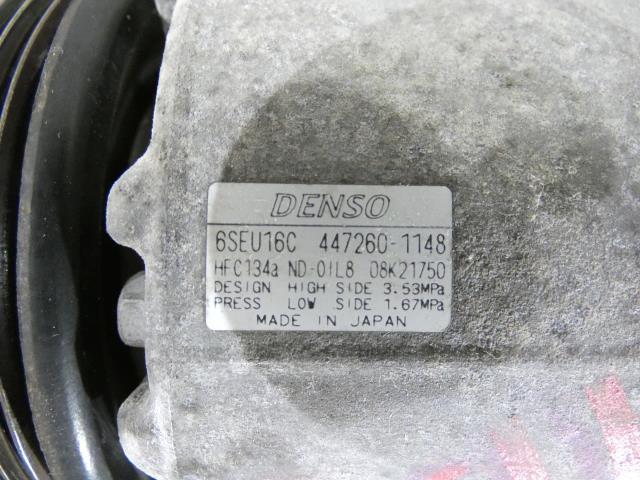 DENSO
6SEU16C 447260-1148
HFC134a ND-OIL8 08K21750
DESIGN HIGH SIDE 3.53MPa
PRESS LOW SIDE 1.67MPa
MADE IN JAPAN